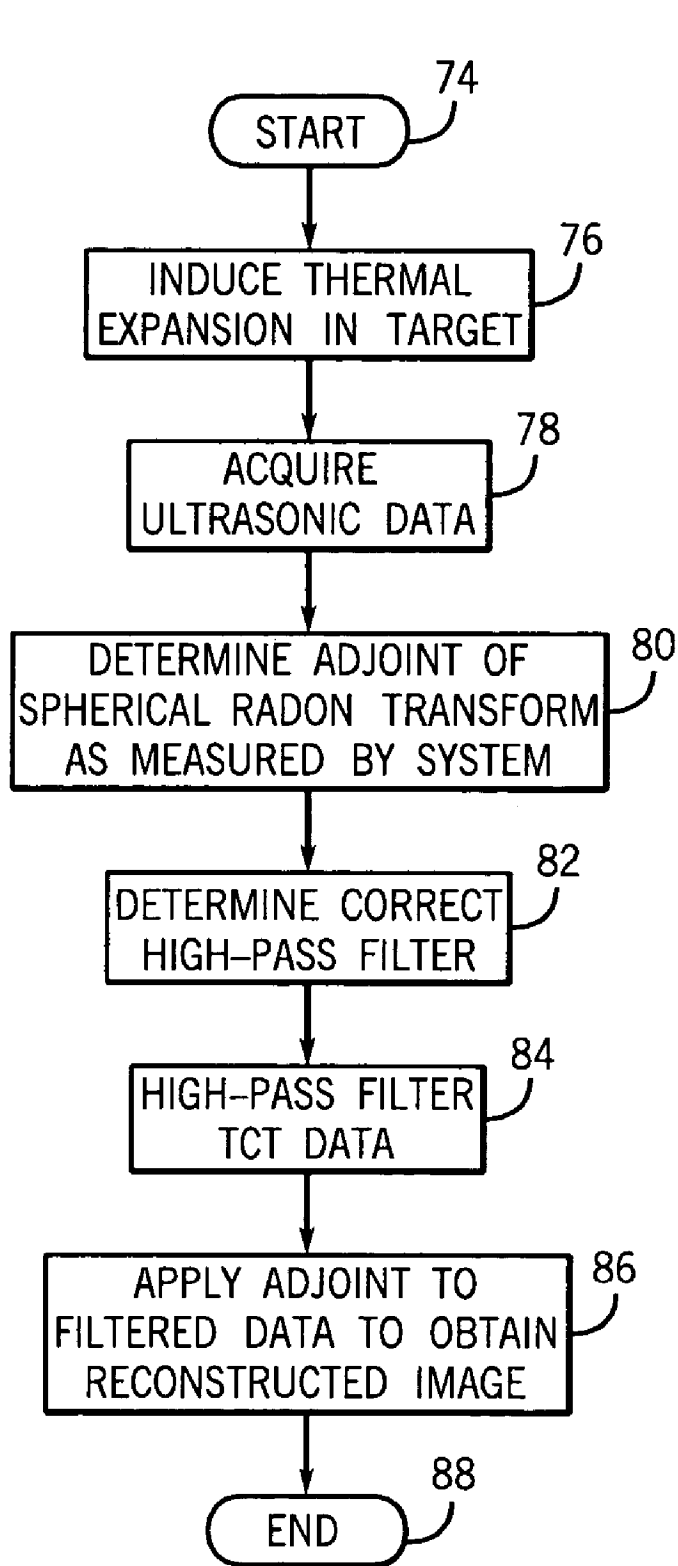 74
START
76
INDUCE THERMAL
EXPANSION IN TARGET
78
ACQUIRE
ULTRASONIC DATA
80
DETERMINE ADJOINT OF
SPHERICAL RADON TRANSFORM
AS MEASURED BY SYSTEM
82
DETERMINE CORRECT
HIGH–PASS FILTER
84
HIGH–PASS FILTER
TCT DATA
86
APPLY ADJOINT TO
FILTERED DATA TO OBTAIN
RECONSTRUCTED IMAGE
88
END